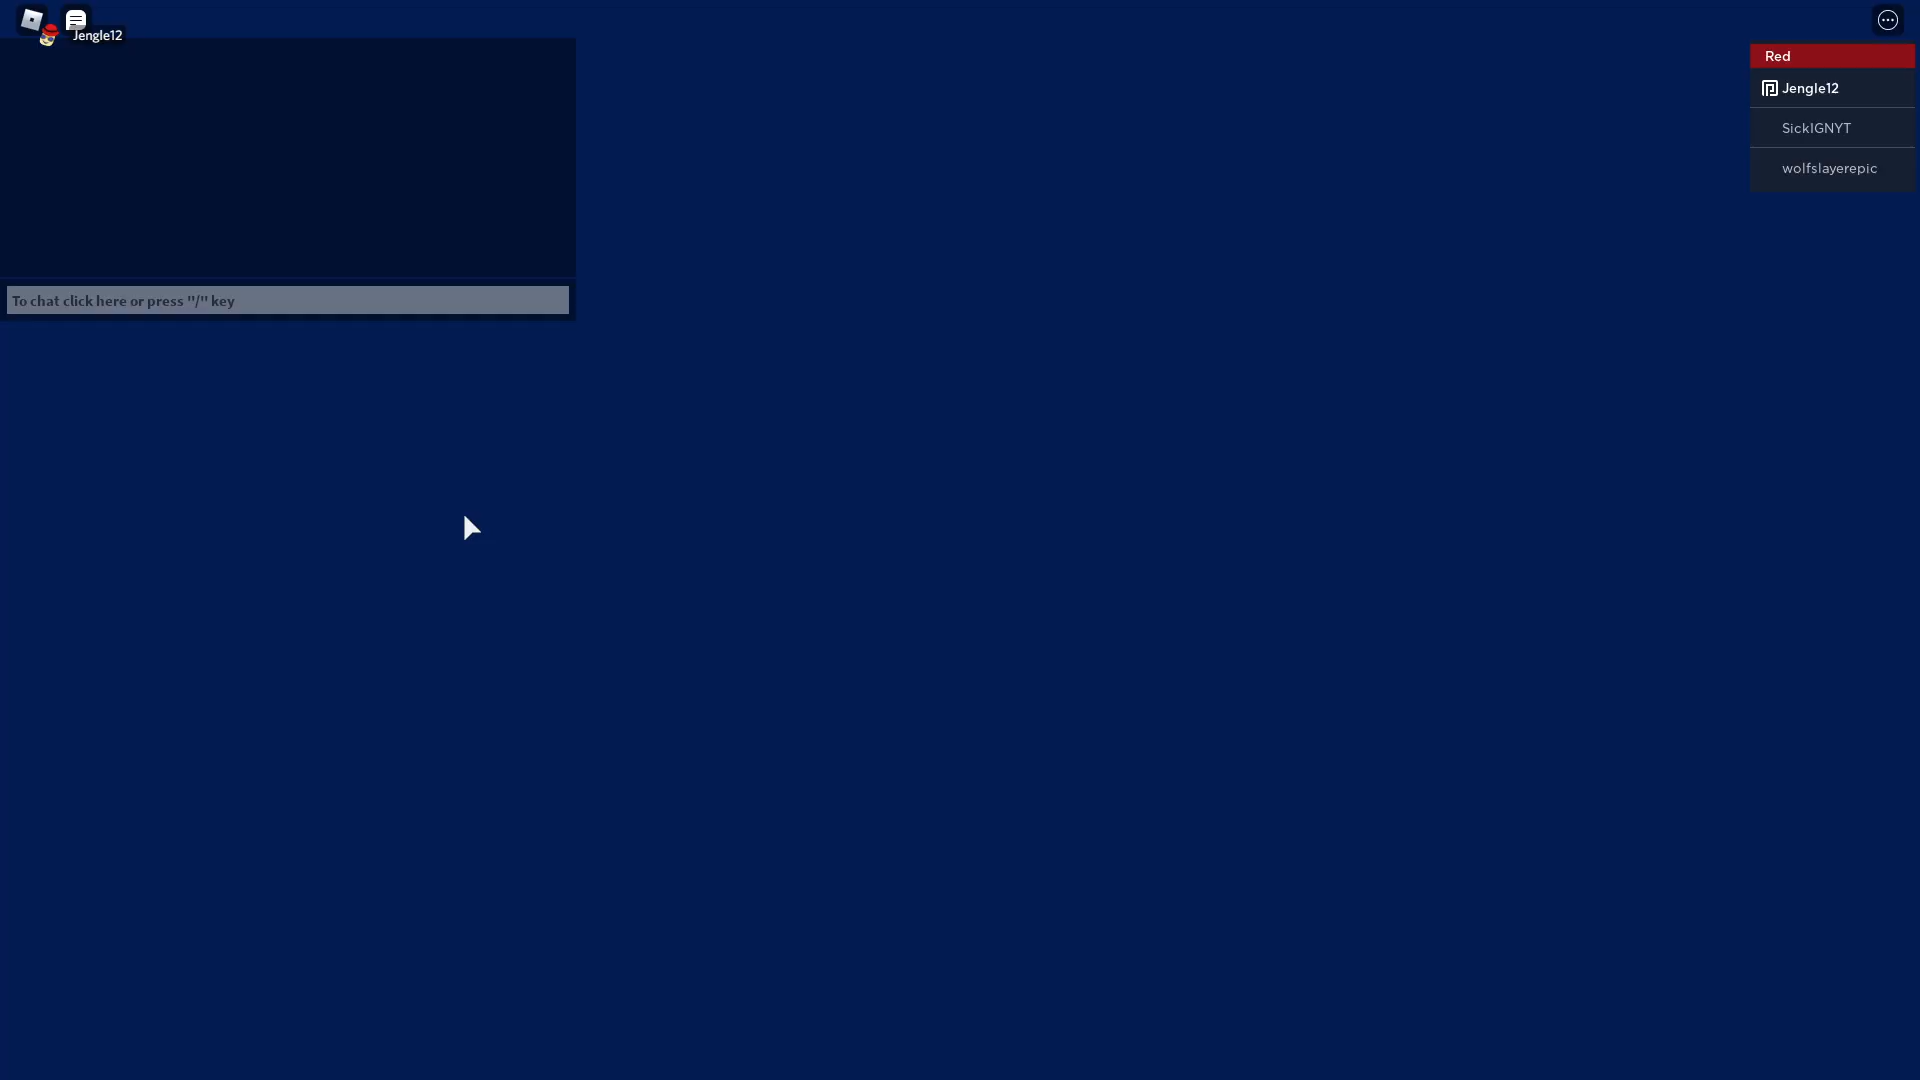 Jengle12
To chat click here or press "/" key
Red
Jengle12
SickIGNYT
wolfslayerepic